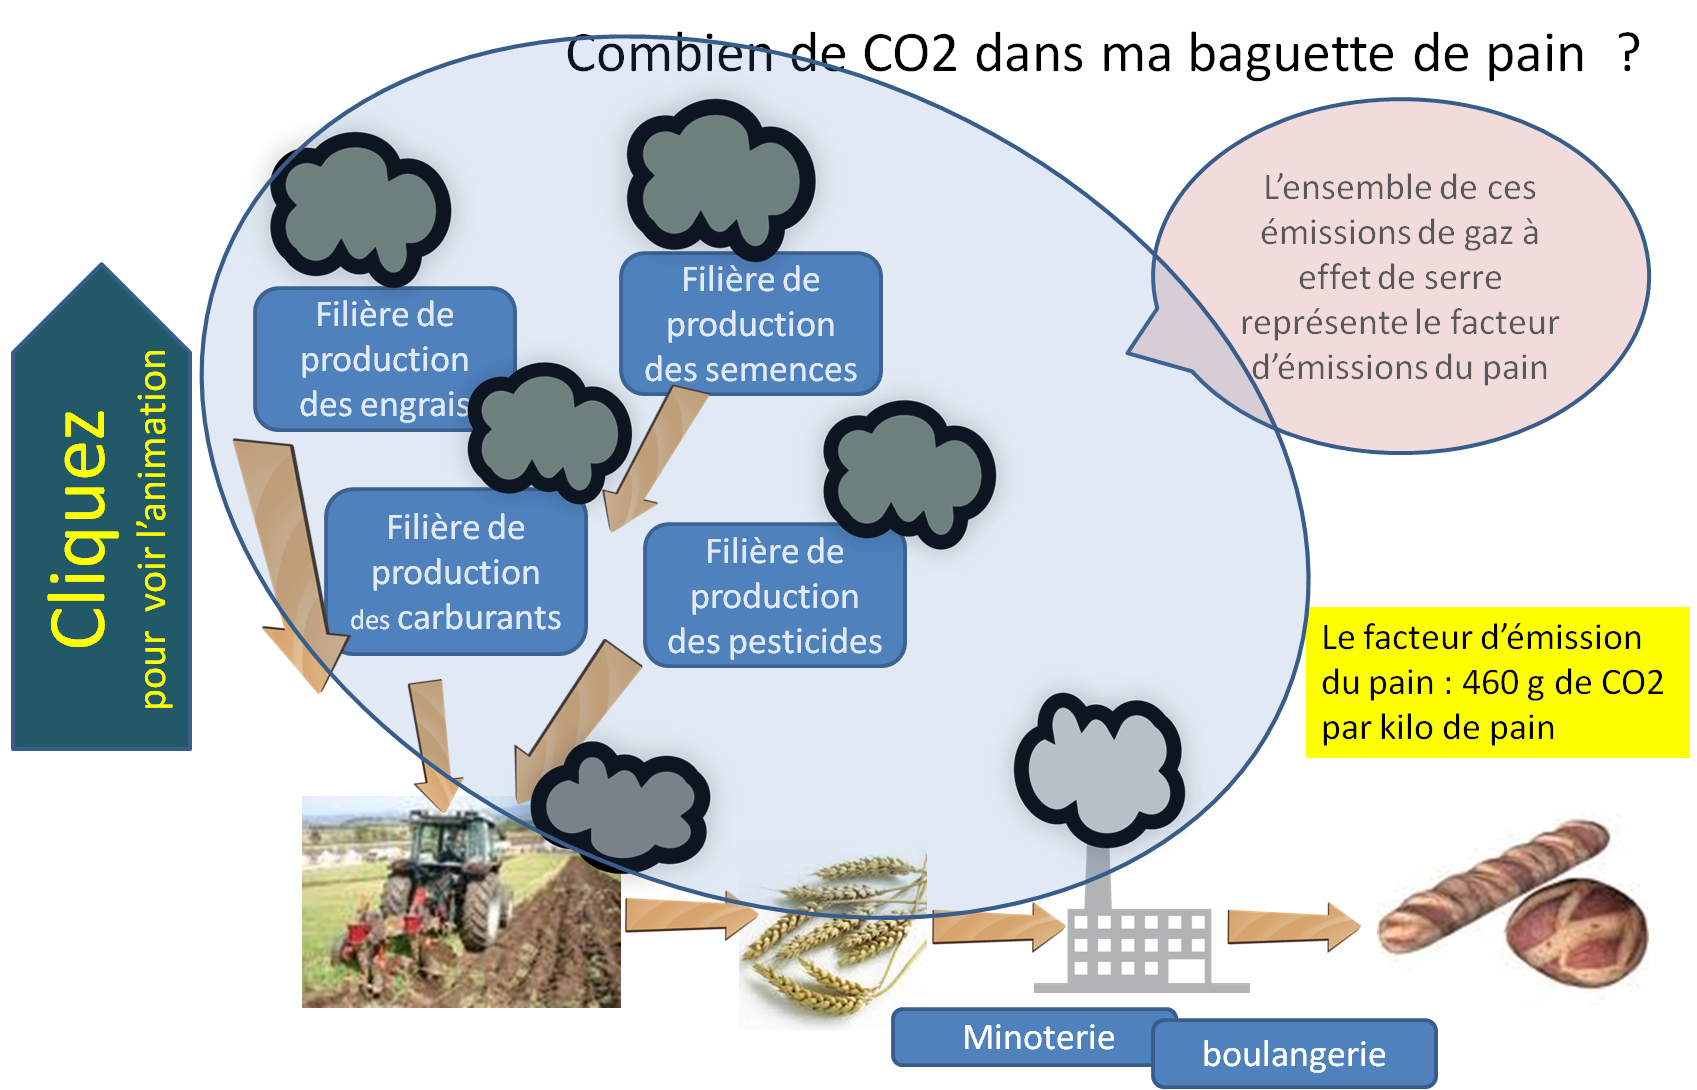 Combien de CO2 dans ma baguette de pain ?
L’ensemble de ces
émissions de gaz à
effet de serre
représente le facteur
d’émissions du pain
Filière de
production
des semences
Filière de
production
des engrais
Cliquez
pour voir l’animation
Filière de
production
des carburants
Filière de
production
des pesticides
Le facteur d’émission
du pain : 460 g de CO2
par kilo de pain
Minoterie
boulangerie